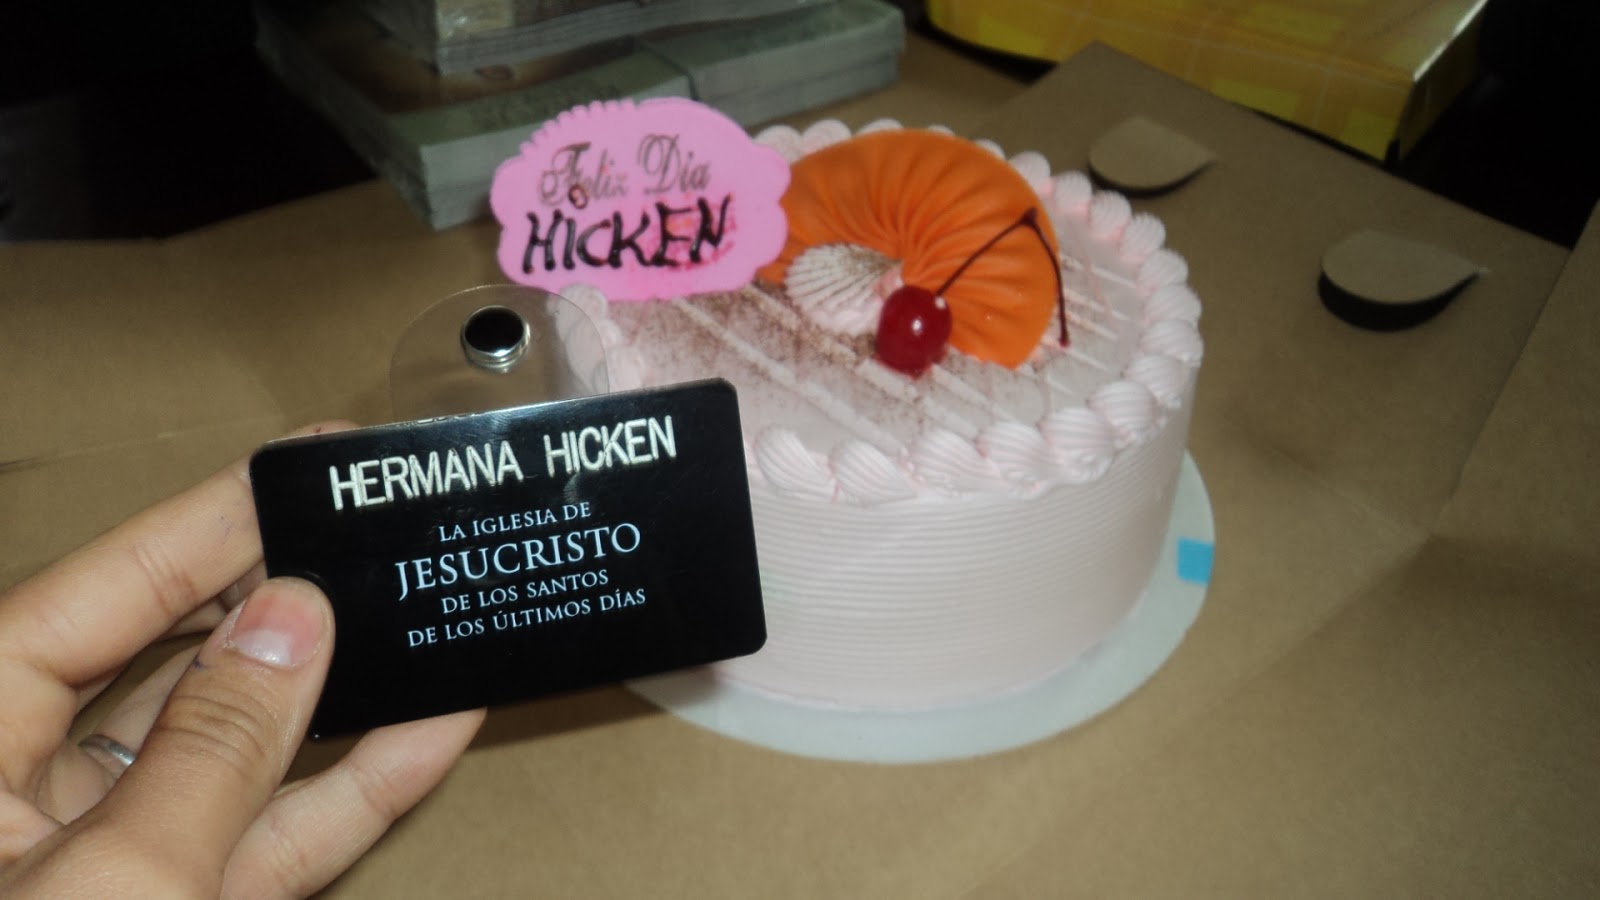 Feliz Día
HICKEN
HERMANA HICKEN
LA IGLESIA DE
JESUCRISTO
DE LOS SANTOS
DE LOS ÚLTIMOS DÍAS